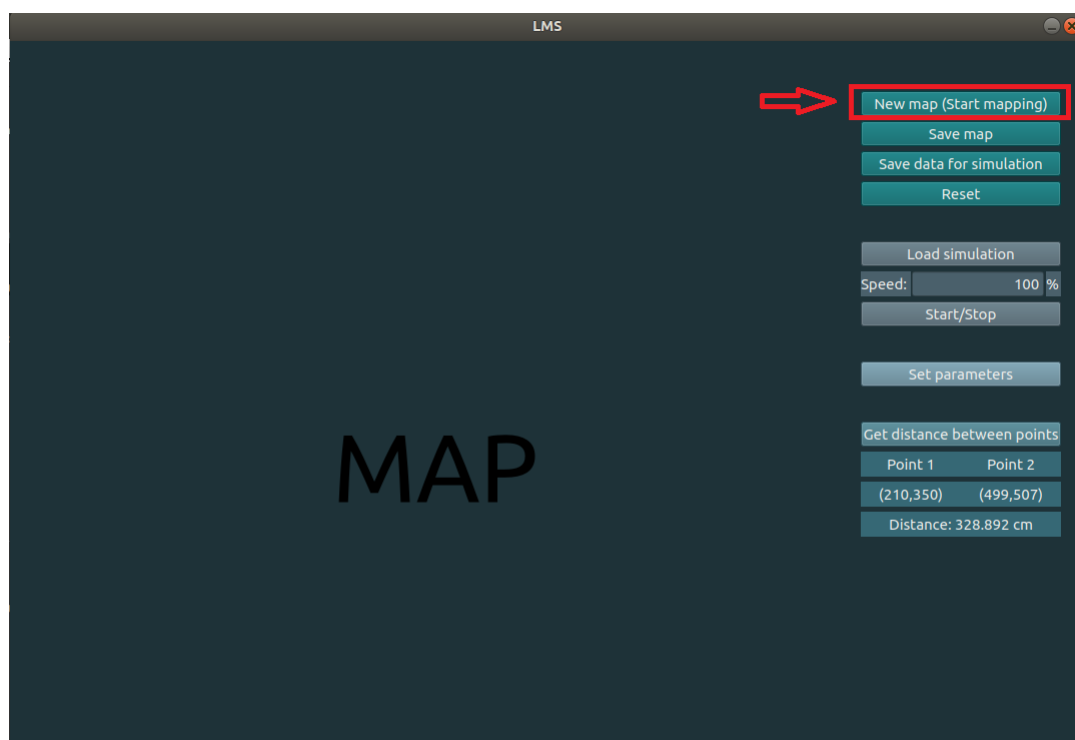 LMS
New map (Start mapping)
Save map
Save data for simulation
Reset
Load simulation
Speed: 100 %
Start/Stop
Set parameters
MAP
Get distance between points
Point 1 Point 2
(210,350) (499,507)
Distance: 328.892 cm